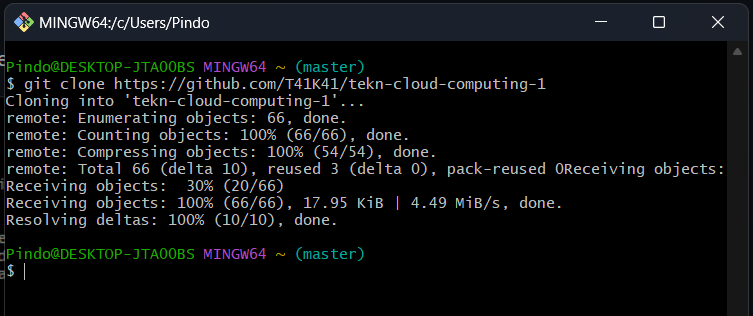 MINGW64:/c/Users/Pindo
Pindo@DESKTOP-JTA00BS MINGW64 ~ (master)
$ git clone https://github.com/T41K41/tekn-cloud-computing-1
Cloning into 'tekn-cloud-computing-1'...
remote: Enumerating objects: 66, done.
remote: Counting objects: 100% (66/66), done.
remote: Compressing objects: 100% (54/54), done.
remote: Total 66 (delta 10), reused 3 (delta 0), pack-reused 0Receiving objects:
Receiving objects:  30% (20/66)
Receiving objects: 100% (66/66), 17.95 KiB | 4.49 MiB/s, done.
Resolving deltas: 100% (10/10), done.
Pindo@DESKTOP-JTA00BS MINGW64 ~ (master)
$